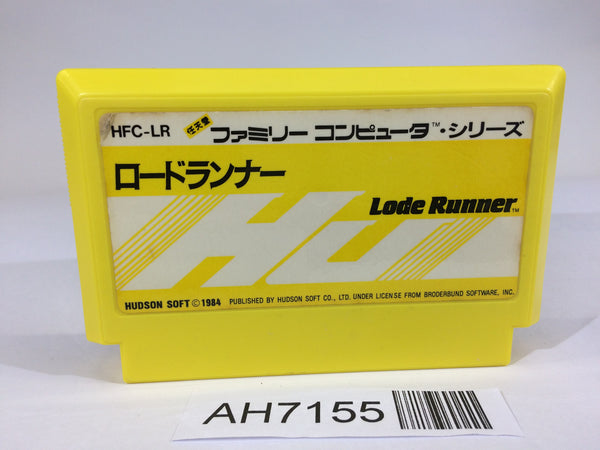 HFC-LR 任天堂 ファミリー コンピュータ™・シリーズ
ロードランナー
Lode Runner™
HU
HUDSON SOFT © 1984 PUBLISHED BY HUDSON SOFT CO., LTD. UNDER LICENSE FROM BRODERBUND SOFTWARE, INC.
AH7155